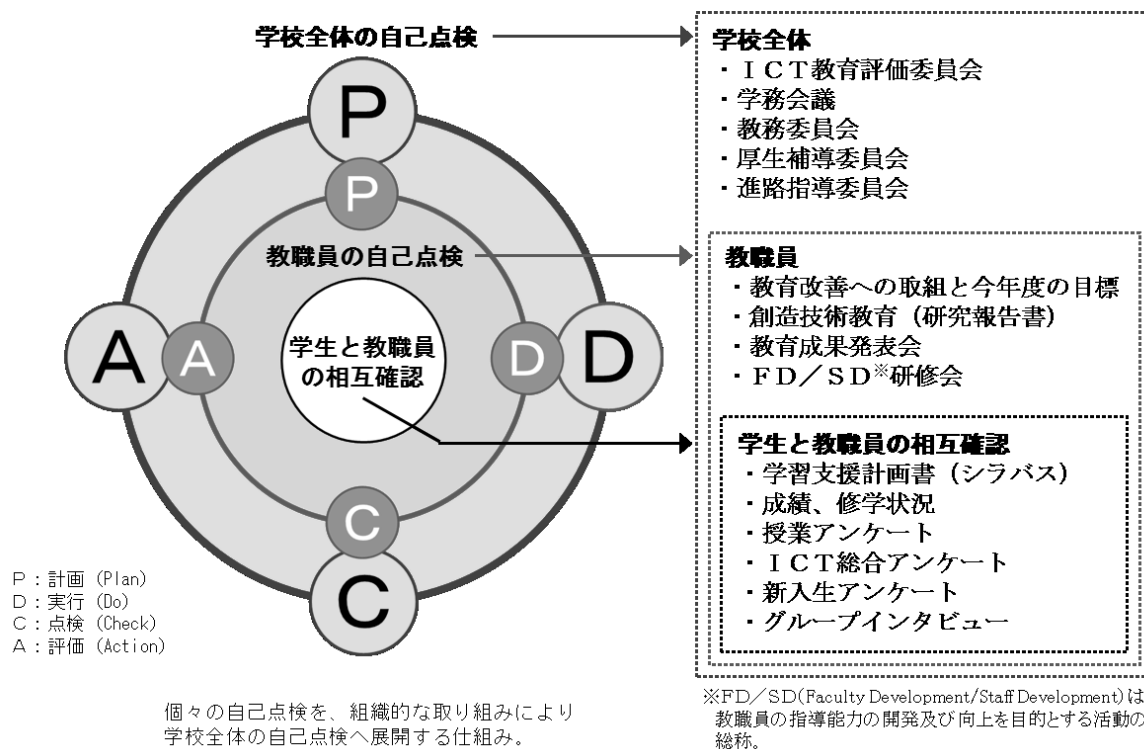 学校全体の自己点検
P
P
教職員の自己点検
A
A
学生と教職員
の相互確認
D
D
C
C
P：計画 (Plan)
D：実行 (Do)
C：点検 (Check)
A：評価 (Action)
個々の自己点検を、組織的な取り組みにより
学校全体の自己点検へ展開する仕組み。
学校全体
・ＩＣＴ教育評価委員会
・学務会議
・教務委員会
・厚生補導委員会
・進路指導委員会
教職員
・教育改善への取組と今年度の目標
・創造技術教育（研究報告書）
・教育成果発表会
・ＦＤ／ＳＤ※研修会
学生と教職員の相互確認
・学習支援計画書（シラバス）
・成績、修学状況
・授業アンケート
・ＩＣＴ総合アンケート
・新入生アンケート
・グループインタビュー
※FD／SD(Faculty Development/Staff Development)は
教職員の指導能力の開発及び向上を目的とする活動の
総称。